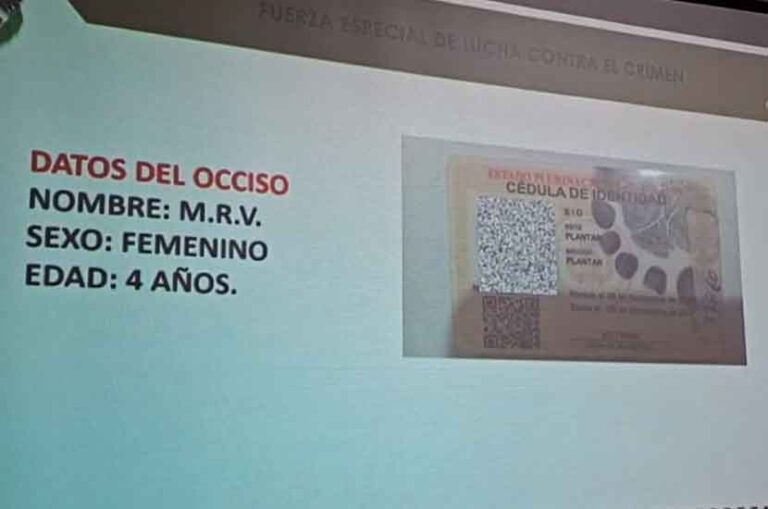 FUERZA ESPECIAL DE LUCHA CONTRA EL CRIMEN
DATOS DEL OCCISO
NOMBRE: M.R.V.
SEXO: FEMENINO
EDAD: 4 AÑOS.
ESTADO
CÉDULA DE IDENTIDAD
PLANTAR
PLANTAR